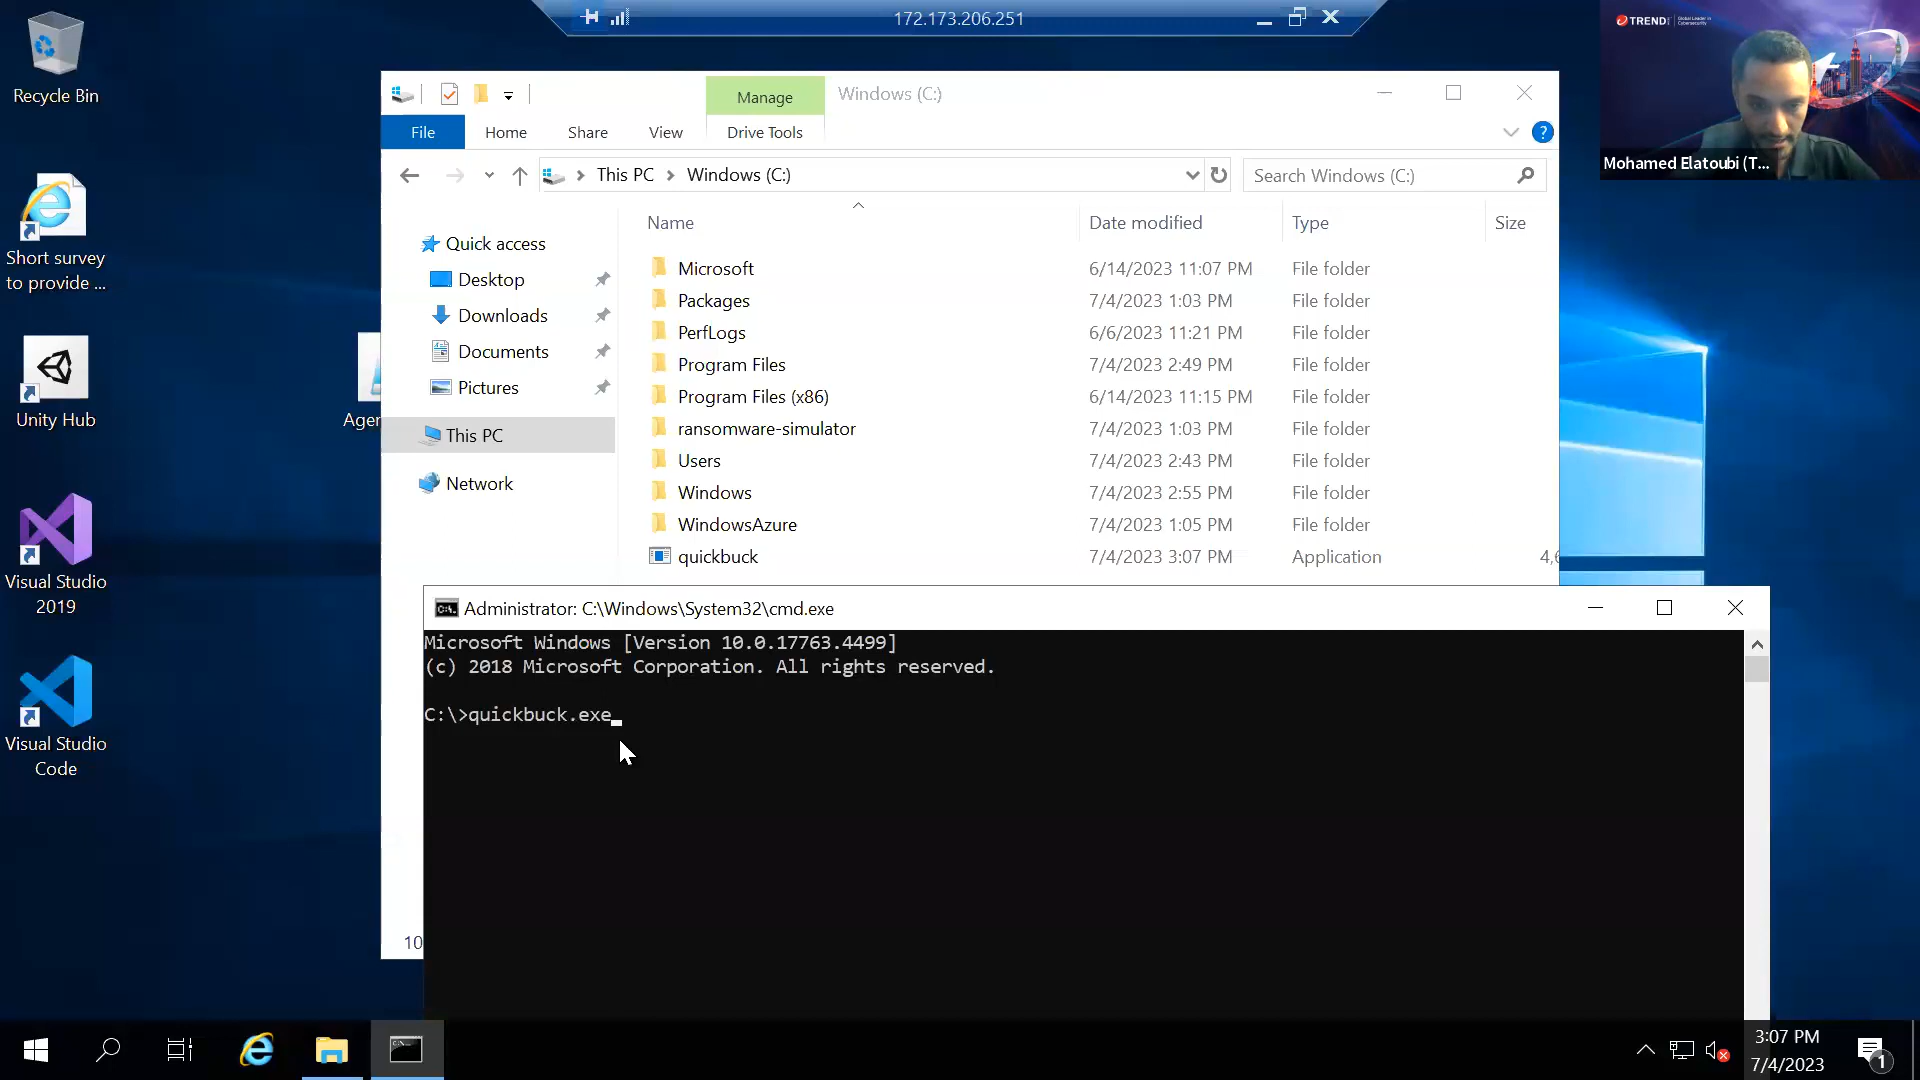 172.173.206.251
TREND
Mohamed Elatoubi (T...
Recycle Bin
Short survey
to provide ...
Unity Hub
Visual Studio
2019
Visual Studio
Code
Manage
Windows (C:)
File
Home
Share
View
Drive Tools
This PC
Windows (C:)
Search Windows (C:)
Name
Date modified
Type
Size
Quick access
Desktop
Downloads
Documents
Pictures
This PC
Network
Microsoft 6/14/2023 11:07 PM File folder
Packages 7/4/2023 1:03 PM File folder
PerfLogs 6/6/2023 11:21 PM File folder
Program Files 7/4/2023 2:49 PM File folder
Program Files (x86) 6/14/2023 11:15 PM File folder
ransomware-simulator 7/4/2023 1:03 PM File folder
Users 7/4/2023 2:43 PM File folder
Windows 7/4/2023 2:55 PM File folder
WindowsAzure 7/4/2023 1:05 PM File folder
quickbuck 7/4/2023 3:07 PM Application
10
Administrator: C:\Windows\System32\cmd.exe
Microsoft Windows [Version 10.0.17763.4499]
(c) 2018 Microsoft Corporation. All rights reserved.
C:\>quickbuck.exe
3:07 PM
7/4/2023
1